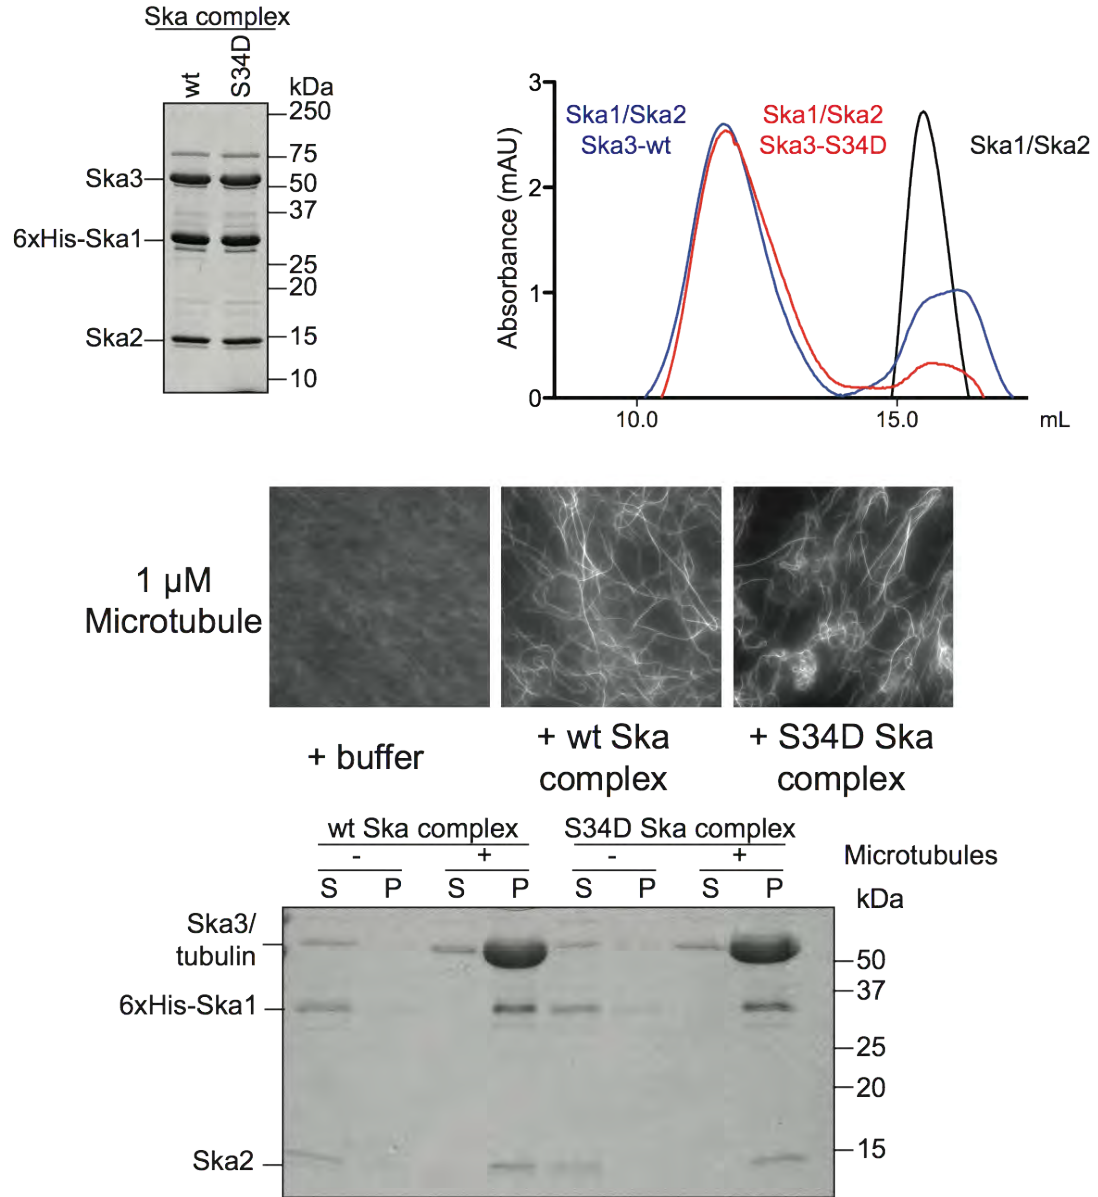 Ska complex
wt
S34D
kDa
250
75
Ska3
50
37
6xHis-Ska1
25
20
Ska2
15
10
3
2
1
0
Absorbance (mAU)
Ska1/Ska2
Ska3-wt
Ska1/Ska2
Ska3-S34D
Ska1/Ska2
10.0
15.0
mL
1 µM
Microtubule
+ buffer
+ wt Ska
complex
+ S34D Ska
complex
wt Ska complex
S34D Ska complex
-
+
-
+
Microtubules
S
P
S
P
S
P
S
P
kDa
Ska3/
tubulin
50
37
6xHis-Ska1
25
20
15
Ska2